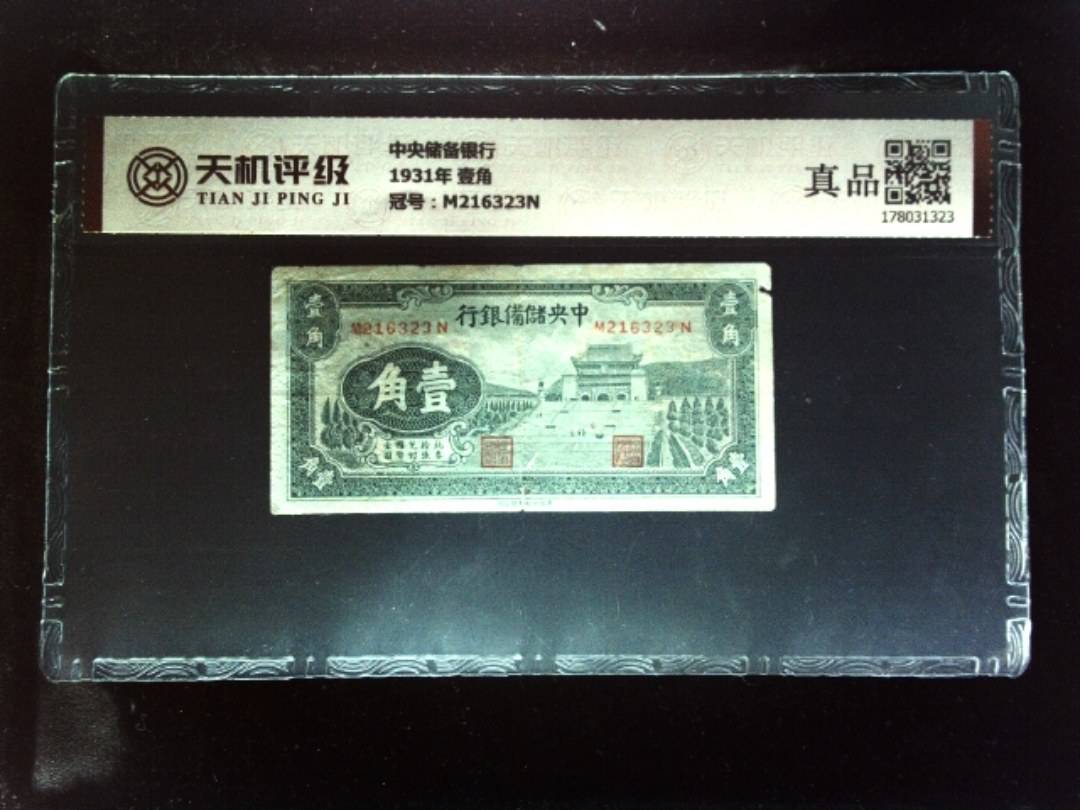 天机评级
TIAN JI PING JI
中央储备银行
1931年 壹角
冠号：M216323N
真品
178031323
行銀備儲央中
壹角
壹角
M216323N
M216323N
角壹